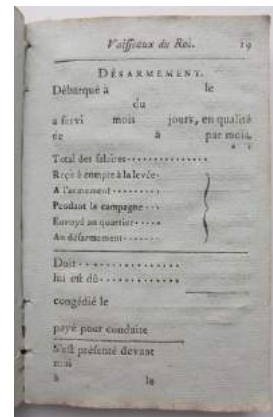 Vaisseaux du Roi. 19
DÉSARMEMENT.
Débarqué à le
du
a servi mois jours, en qualité
de à par mois.
Total des salaires
Reçu à compte à la levée
A l'armement
Pendant la campagne
Envoyé au quartier
Au désarmement
Doit
lui est dû
congédié le
payé pour conduite
S'est présenté devant
moi
à le